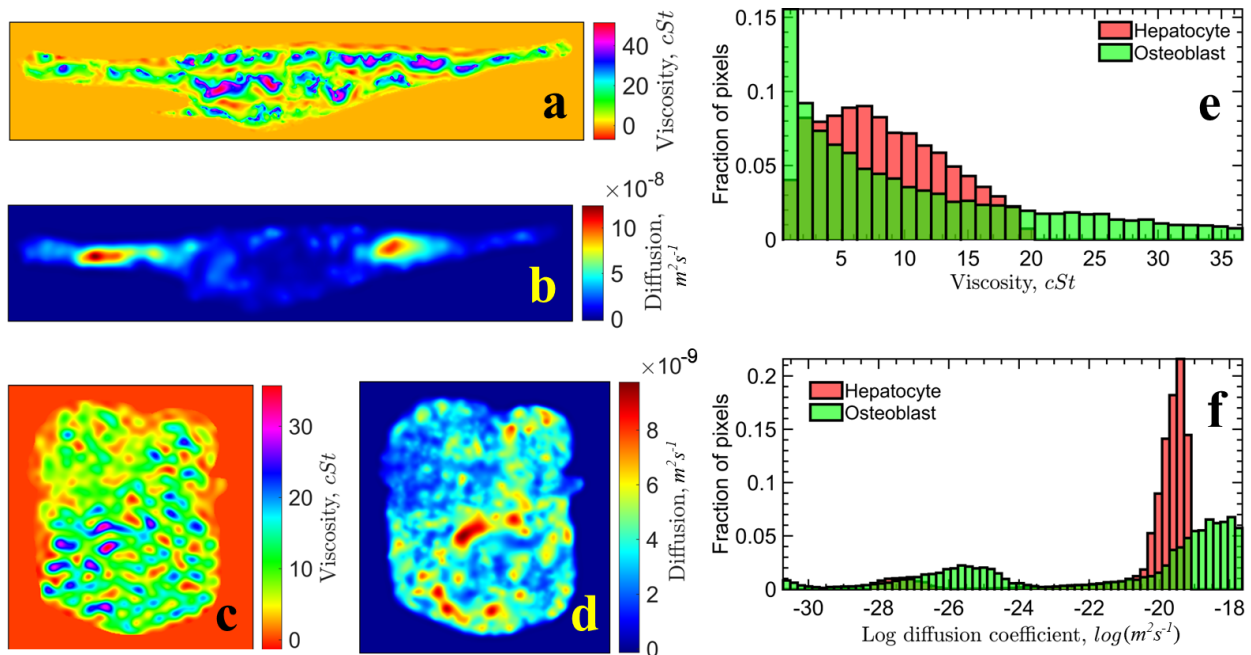 40
20
0
Viscosity, cSt
a
×10⁻⁸
10
5
0
Diffusion, m²s⁻¹
b
30
20
10
0
Viscosity, cSt
c
×10⁻⁹
8
6
4
2
0
Diffusion, m²s⁻¹
d
0.15
0.1
0.05
0
Fraction of pixels
Hepatocyte
Osteoblast
e
5 10 15 20 25 30 35
Viscosity, cSt
0.2
0.15
0.1
0.05
0
Fraction of pixels
Hepatocyte
Osteoblast
f
-30 -28 -26 -24 -22 -20 -18
Log diffusion coefficient, log(m²s⁻¹)